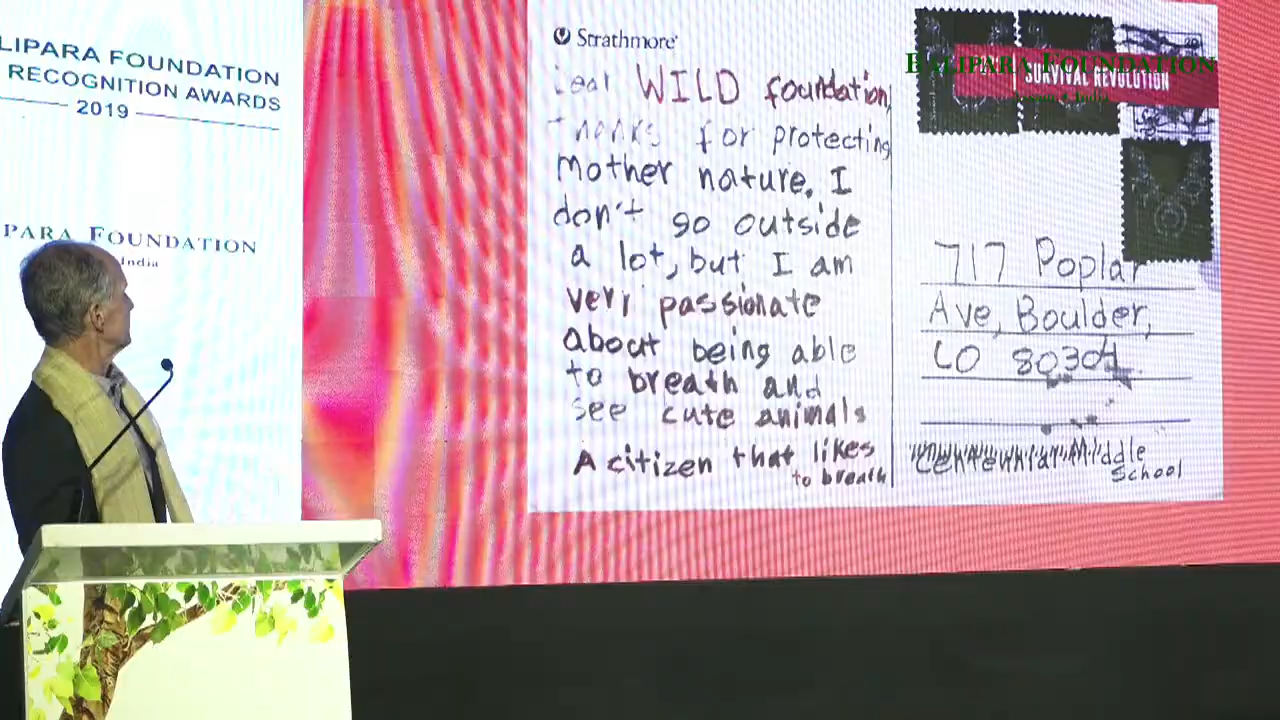 LIPARA FOUNDATION
RECOGNITION AWARDS
2019
PARA FOUNDATION
India
Strathmore
Dear WILD foundation,
thanks for protecting
mother nature. I
don't go outside
a lot, but I am
very passionate
about being able
to breath and
see cute animals
A citizen that likes
to breath
BALIPARA FOUNDATION
SURVIVAL REVOLUTION
717 Poplar
Ave, Boulder,
CO 80304
Centennial Middle
School